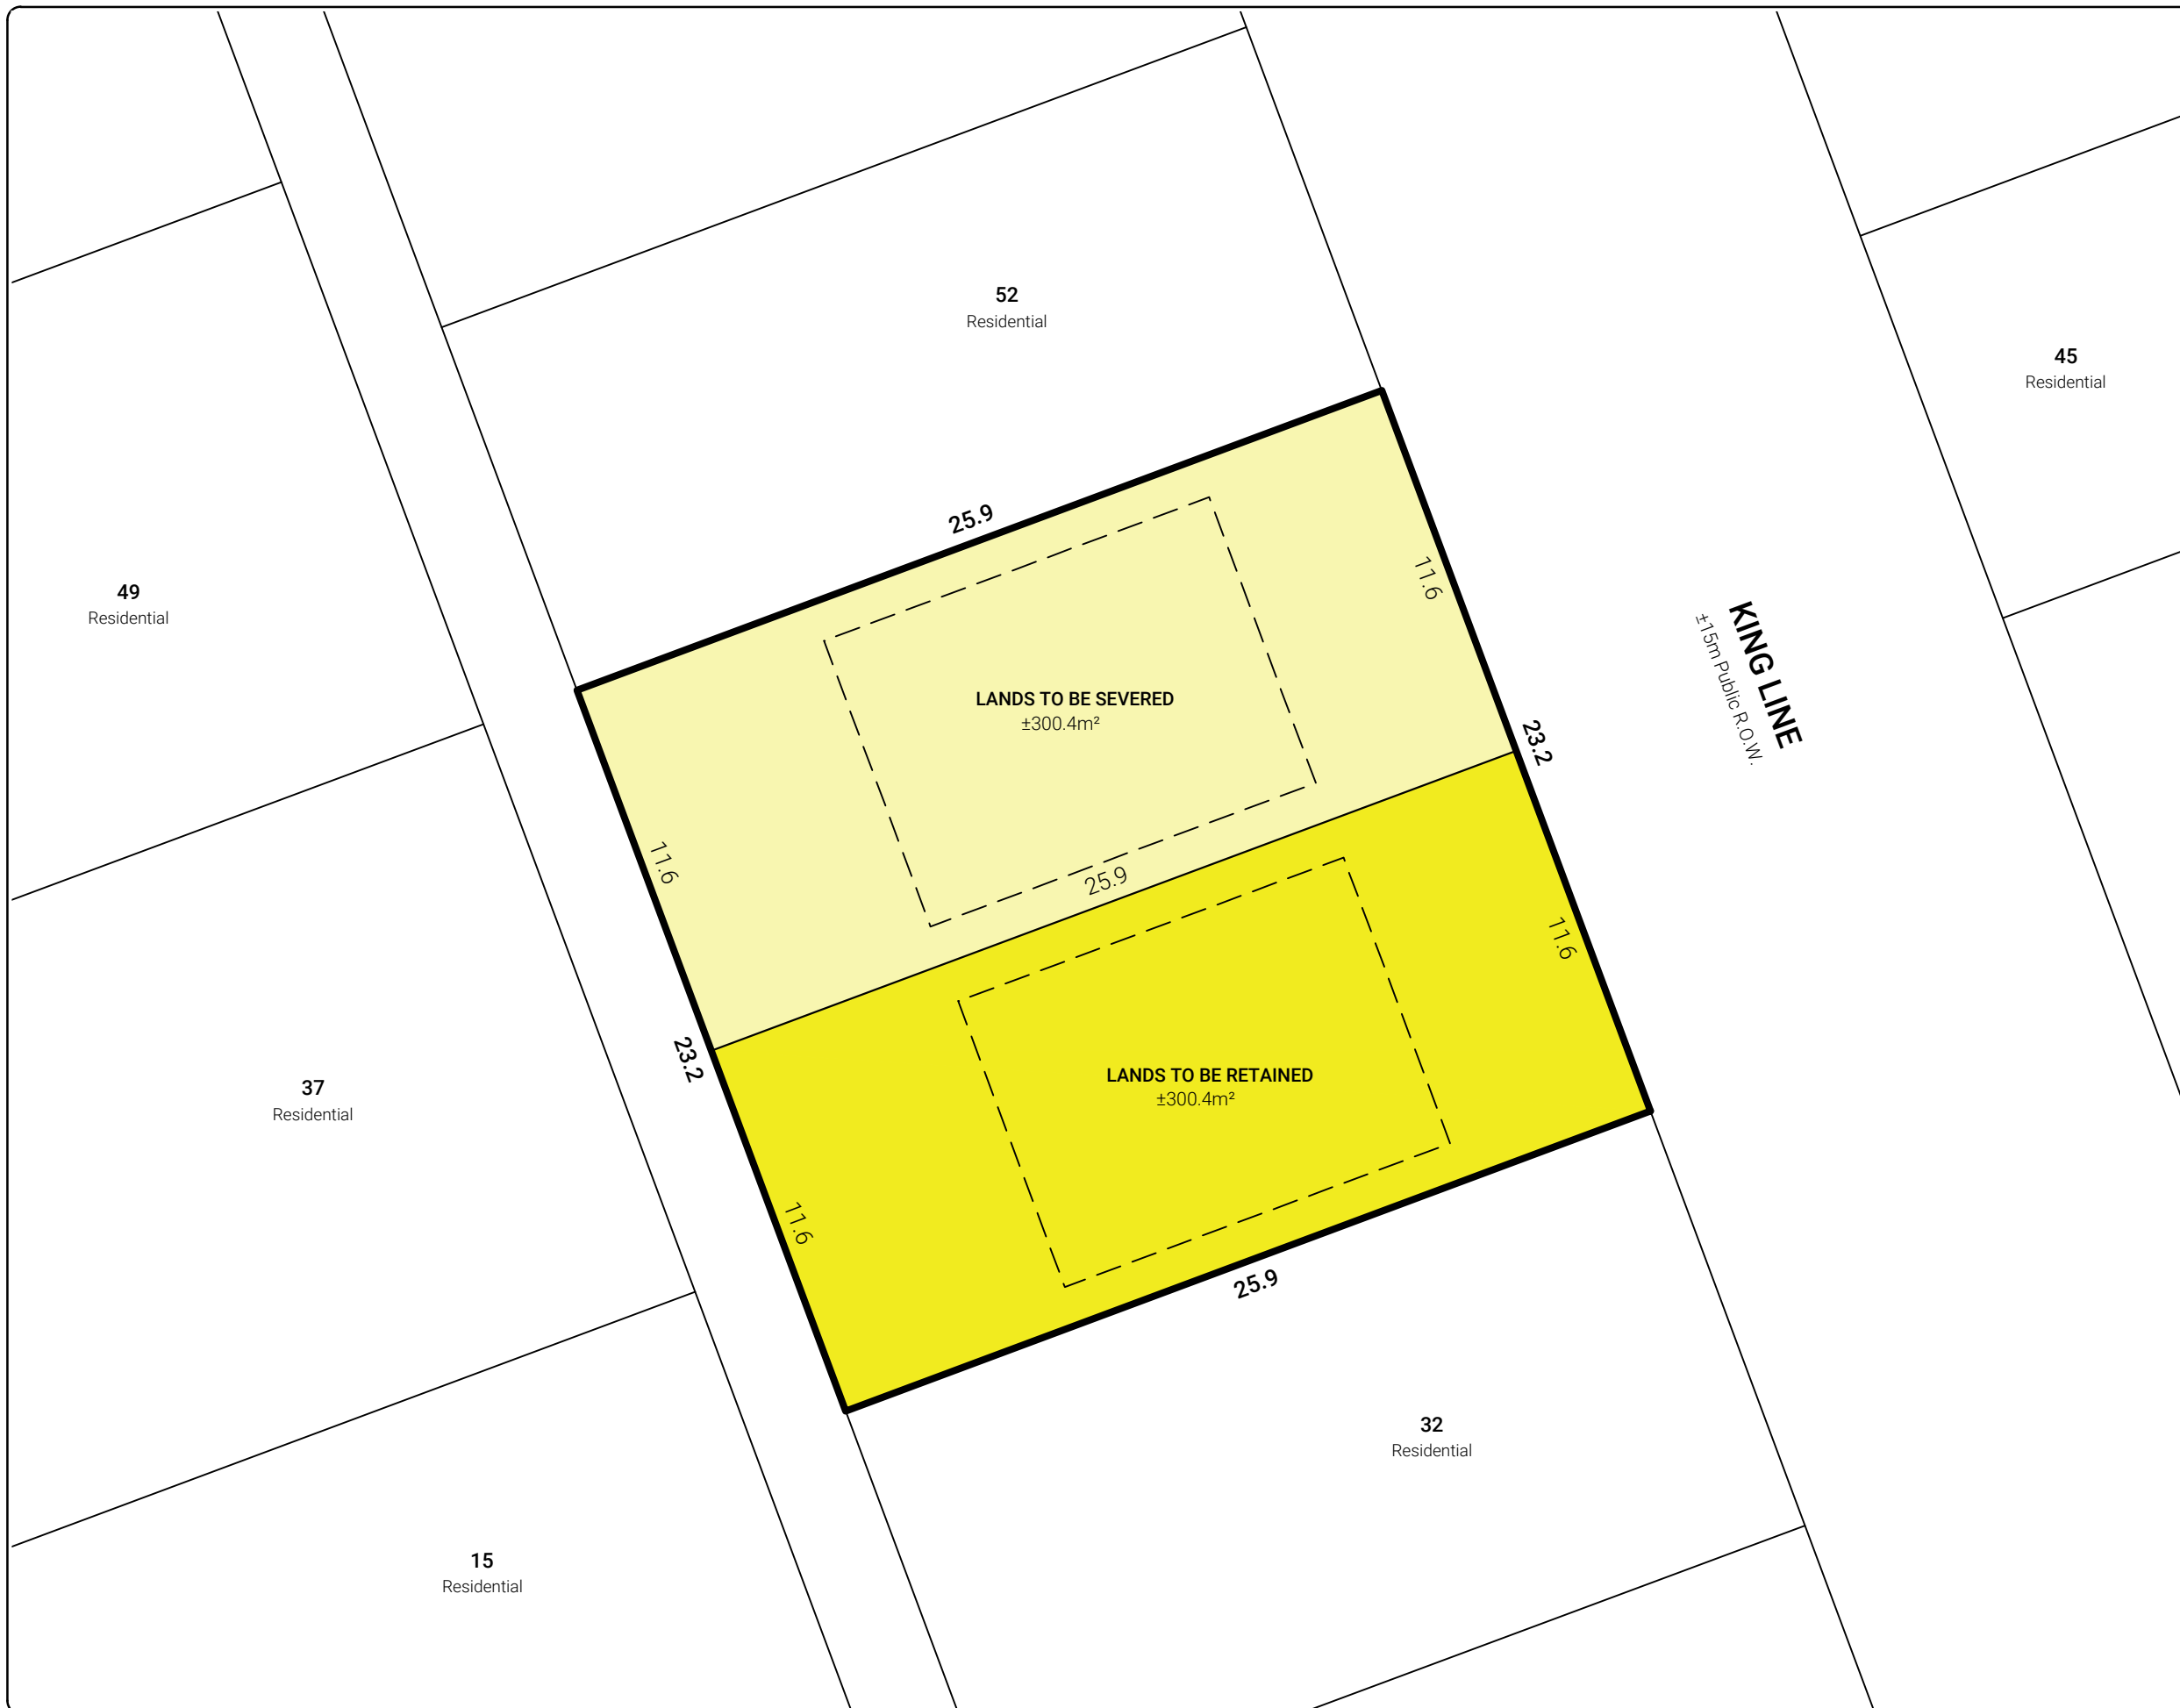 52
Residential
45
Residential
25.9
11.6
49
Residential
KING LINE
±15m Public R.O.W.
LANDS TO BE SEVERED
±300.4m²
23.2
11.6
25.9
11.6
23.2
LANDS TO BE RETAINED
±300.4m²
37
Residential
11.6
25.9
32
Residential
15
Residential